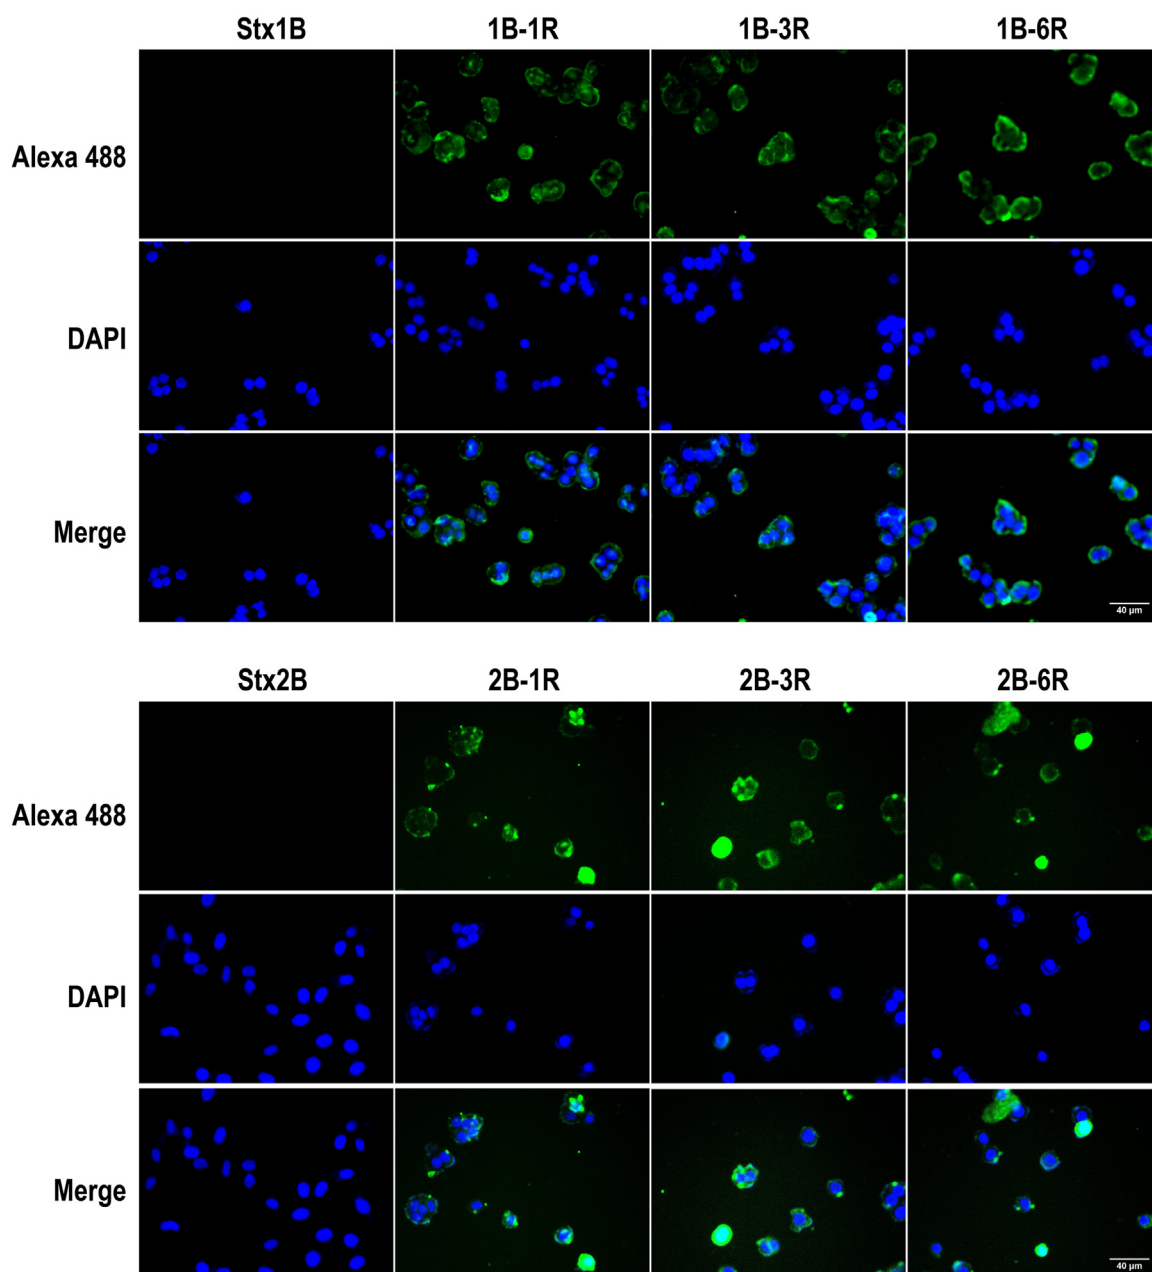 Stx1B 1B-1R 1B-3R 1B-6R
Alexa 488
DAPI
Merge
40 µm
Stx2B 2B-1R 2B-3R 2B-6R
Alexa 488
DAPI
Merge
40 µm